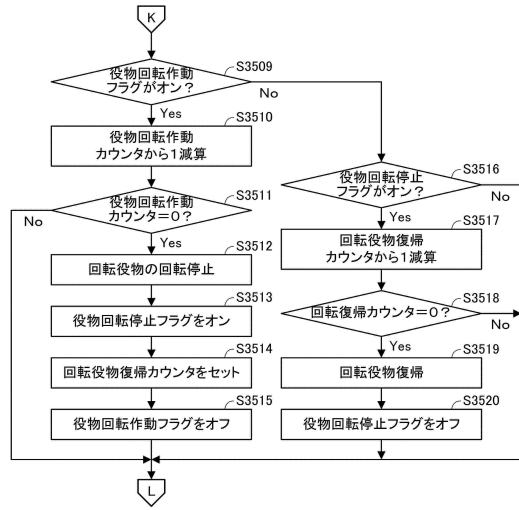 K
S3509
役物回転作動
フラグがオン？
No
Yes
S3510
役物回転作動
カウンタから１減算
S3511
役物回転作動
カウンタ＝０？
No
Yes
S3512
回転役物の回転停止
S3513
役物回転停止フラグをオン
S3514
回転役物復帰カウンタをセット
S3515
役物回転作動フラグをオフ
S3516
役物回転停止
フラグがオン？
No
Yes
S3517
回転役物復帰
カウンタから１減算
S3518
回転復帰カウンタ＝０？
No
Yes
S3519
回転役物復帰
S3520
役物回転停止フラグをオフ
L